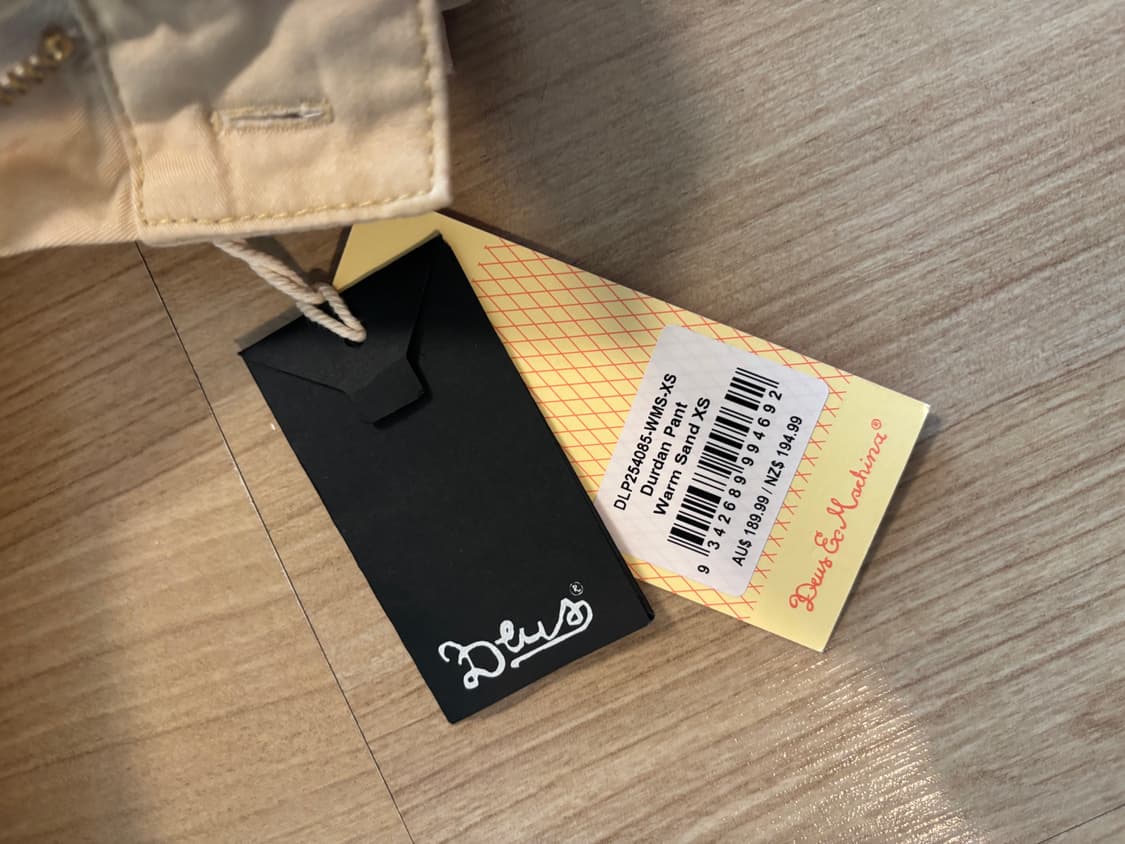 Deus®
DLP254085-WMS-XS
Durdan Pant
Warm Sand XS
9 342689 994692
AU$ 189.99 / NZ$ 194.99
Deus Ex Machina®